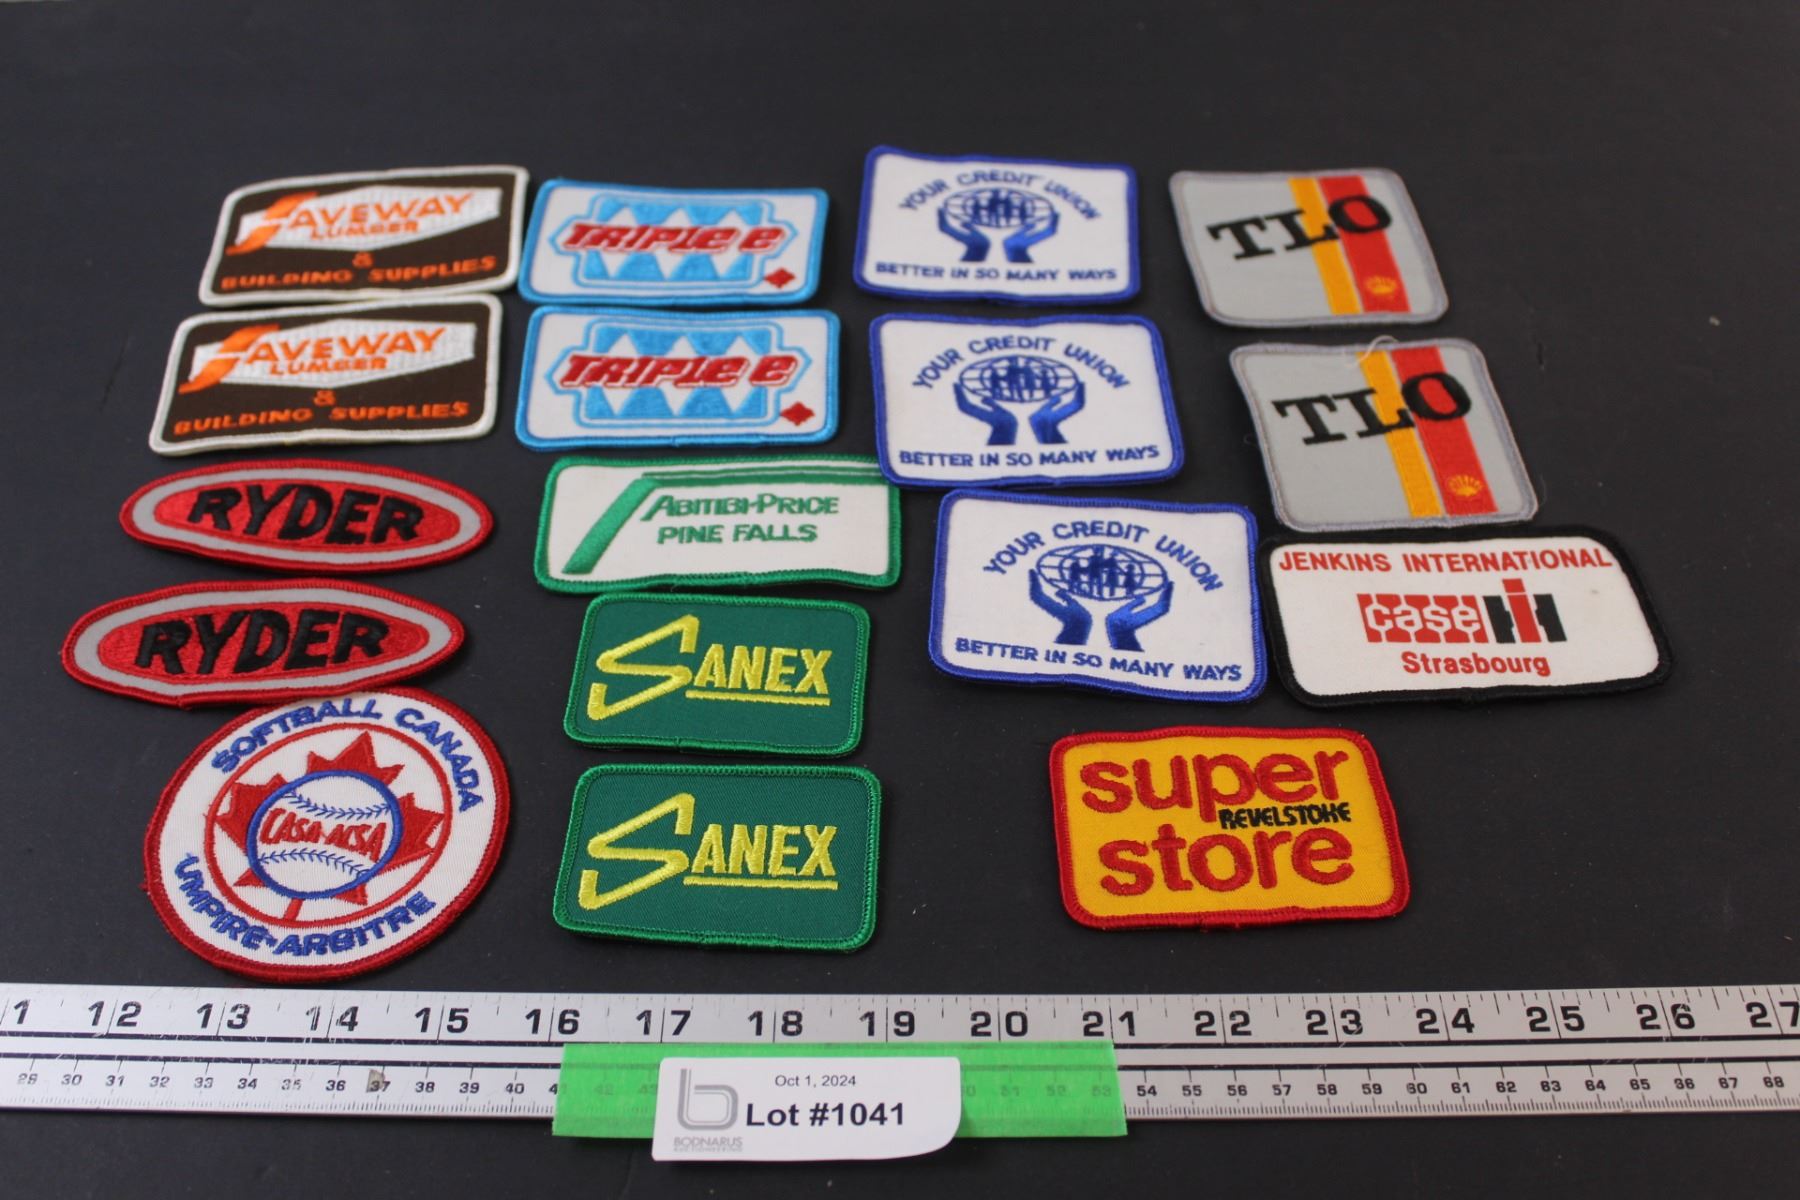 SAVEWAY
LUMBER
&
BUILDING SUPPLIES
TRIPLE E
YOUR CREDIT UNION
BETTER IN SO MANY WAYS
TLO
SAVEWAY
LUMBER
&
BUILDING SUPPLIES
TRIPLE E
YOUR CREDIT UNION
BETTER IN SO MANY WAYS
TLO
RYDER
ABITIBI-PRICE
PINE FALLS
YOUR CREDIT UNION
BETTER IN SO MANY WAYS
JENKINS INTERNATIONAL
case IH
Strasbourg
RYDER
SANEX
SOFTBALL CANADA
CASA-ACSA
UMPIRE-ARBITRE
SANEX
super
REVELSTOKE
store
1 12 13 14 15 16 17 18 19 20 21 22 23 24 25 26 27
29 30 31 32 33 34 35 36 37 38 39 40 54 55 56 57 58 59 60 61 62 63 64 65 66 67 68
Oct 1, 2024
Lot #1041
BODNARUS
AUCTIONEERING